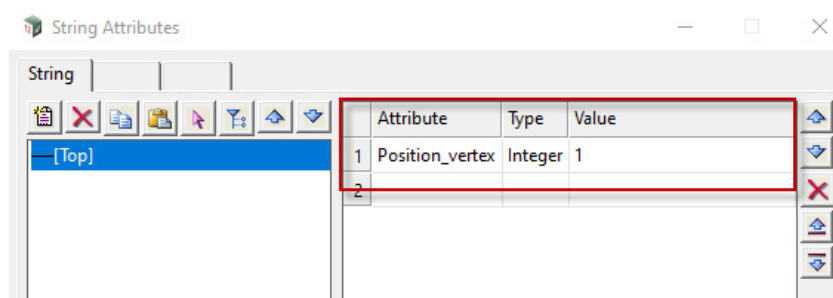 String Attributes
String
Attribute Type Value
[Top]
1 Position_vertex Integer 1
2